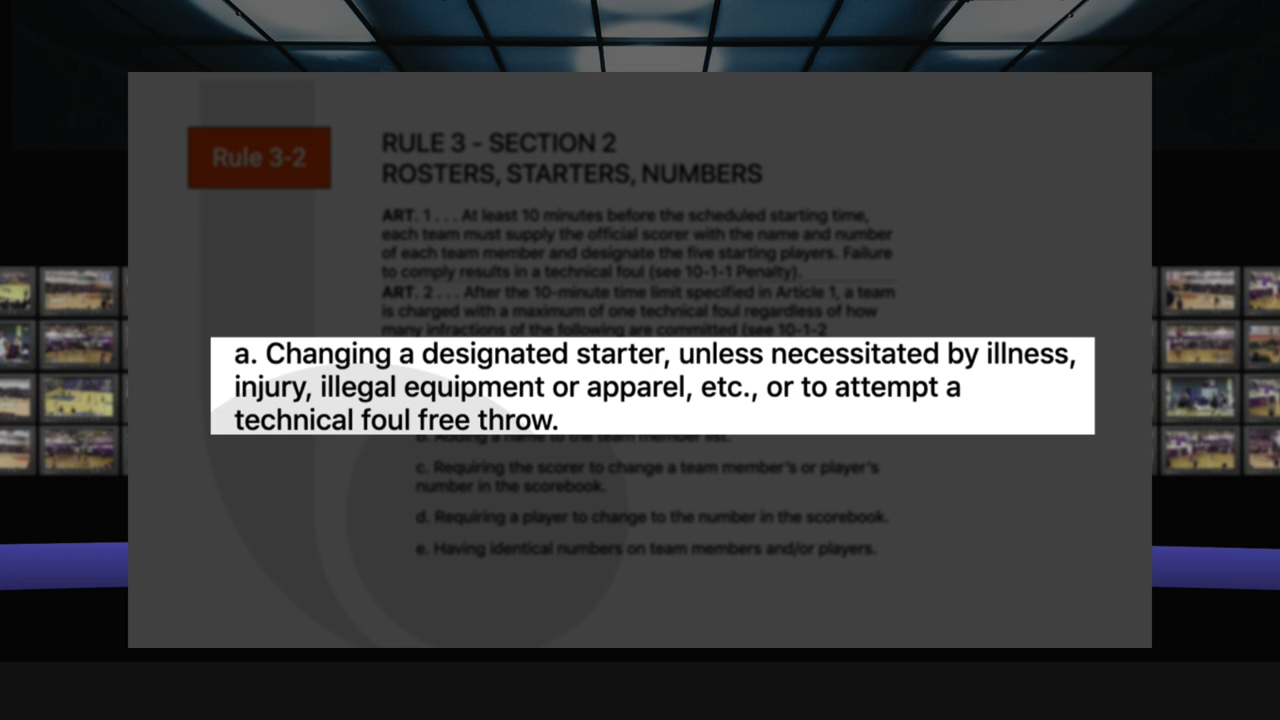 Rule 3-2
RULE 3 - SECTION 2
ROSTERS, STARTERS, NUMBERS
ART. 1 . . . At least 10 minutes before the scheduled starting time,
each team must supply the official scorer with the name and number
of each team member and designate the five starting players. Failure
to comply results in a technical foul (see 10-1-1 Penalty).
ART. 2 . . . After the 10-minute time limit specified in Article 1, a team
is charged with a maximum of one technical foul regardless of how
many infractions of the following are committed (see 10-1-2
a. Changing a designated starter, unless necessitated by illness,
injury, illegal equipment or apparel, etc., or to attempt a
technical foul free throw.
b. Adding a name to the team member list.
c. Requiring the scorer to change a team member's or player's
number in the scorebook.
d. Requiring a player to change to the number in the scorebook.
e. Having identical numbers on team members and/or players.